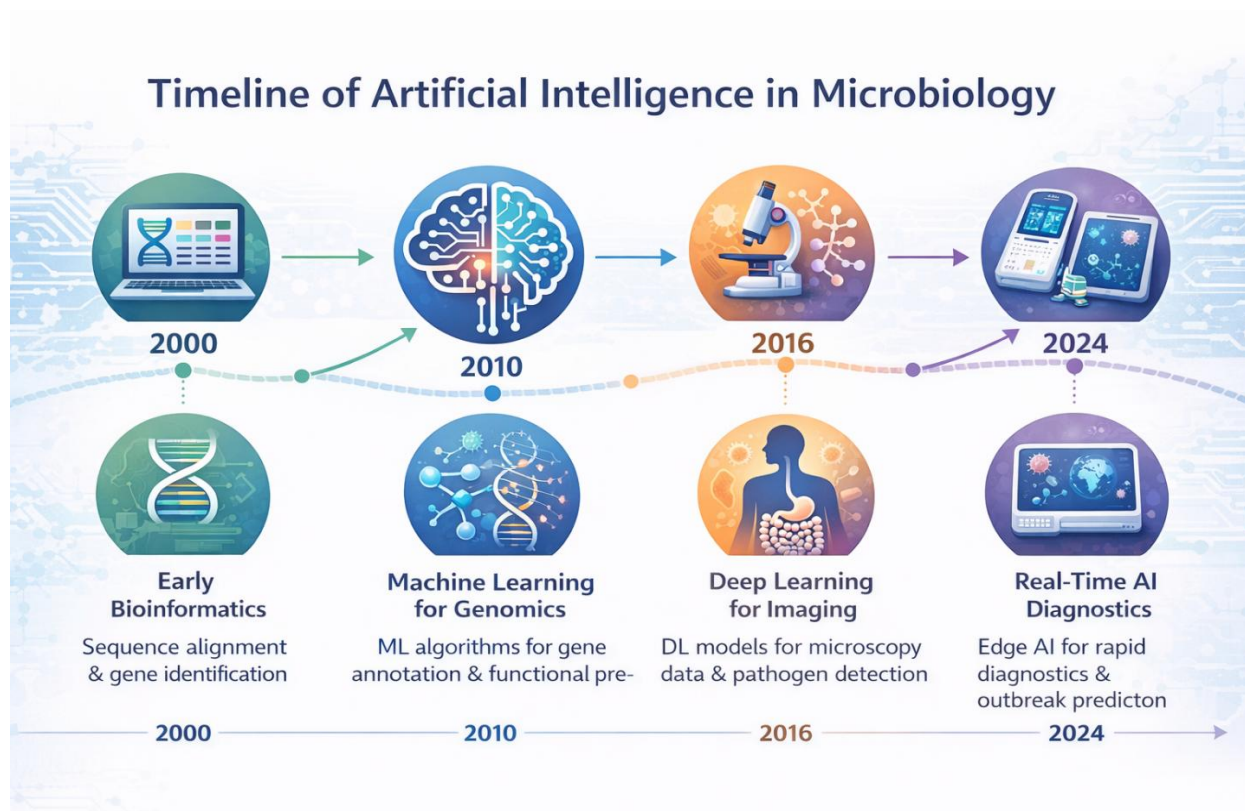 Timeline of Artificial Intelligence in Microbiology
2000
2010
2016
2024
Early
Bioinformatics
Sequence alignment
& gene identification
Machine Learning
for Genomics
ML algorithms for gene
annotation & functional pre-
Deep Learning
for Imaging
DL models for microscopy
data & pathogen detection
Real-Time AI
Diagnostics
Edge AI for rapid
diagnostics &
outbreak predicton
2000
2010
2016
2024